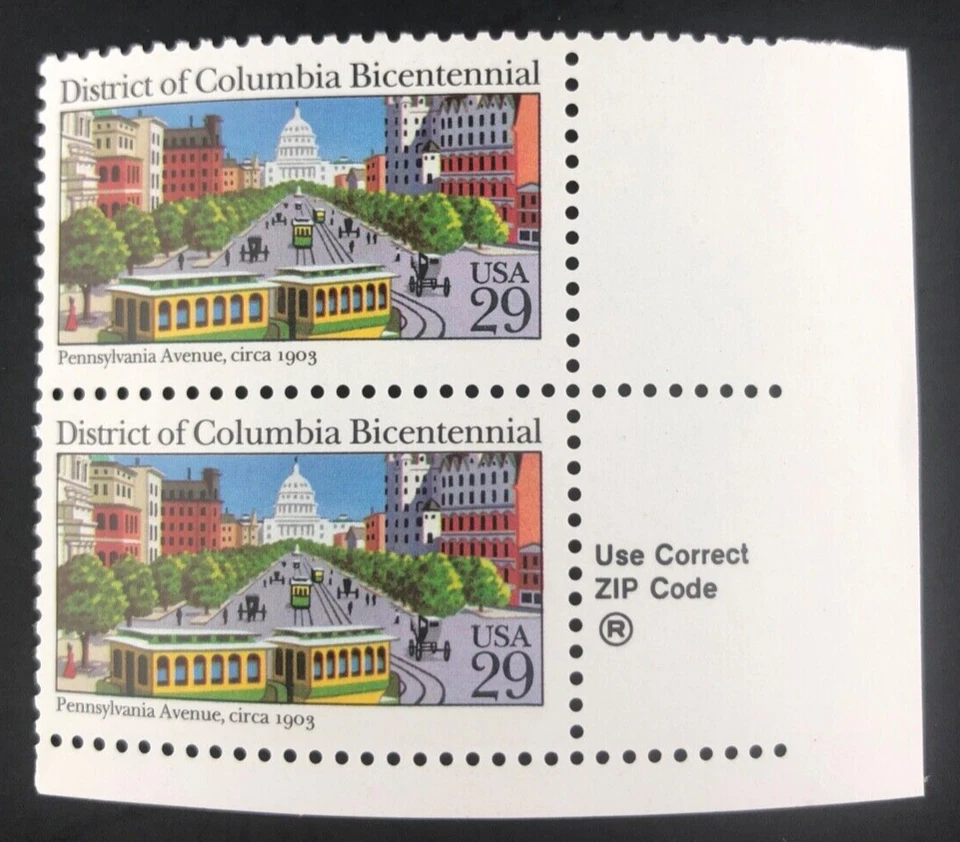 District of Columbia Bicentennial
USA
29
Pennsylvania Avenue, circa 1903
District of Columbia Bicentennial
USA
29
Pennsylvania Avenue, circa 1903
Use Correct
ZIP Code
®